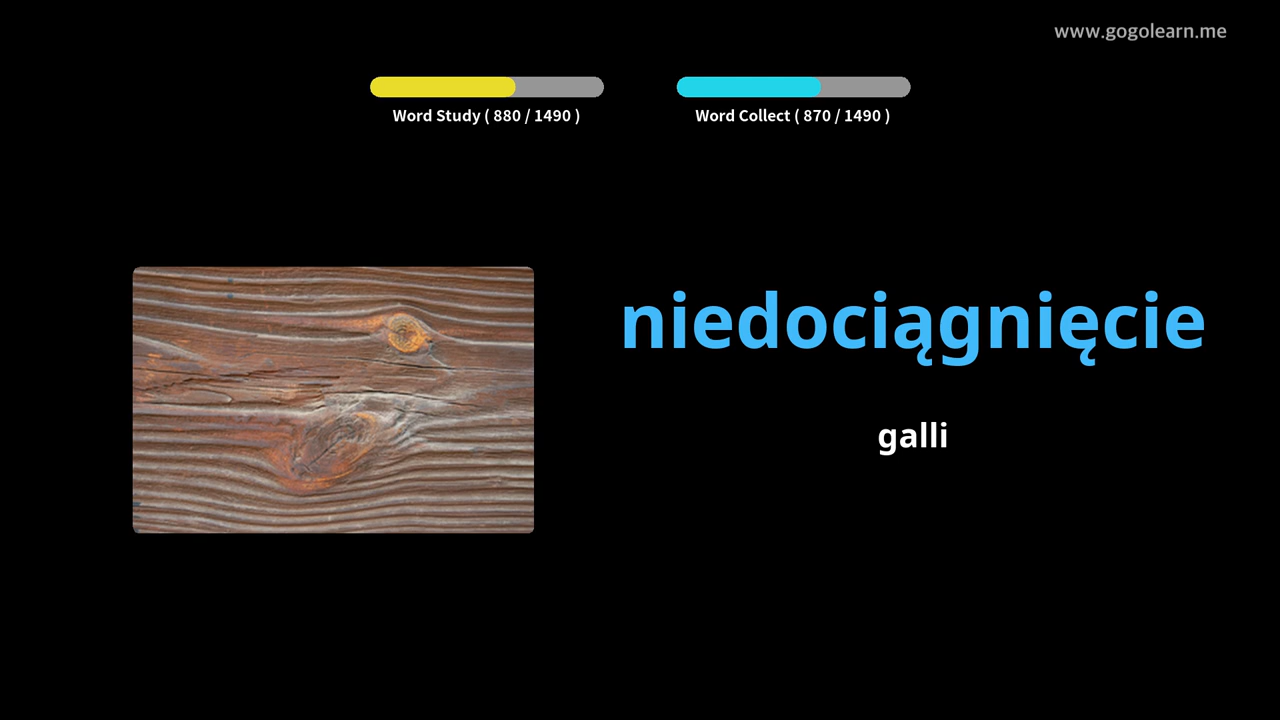 www.gogolearn.me
Word Study ( 880 / 1490 )
Word Collect ( 870 / 1490 )
niedociągnięcie
galli